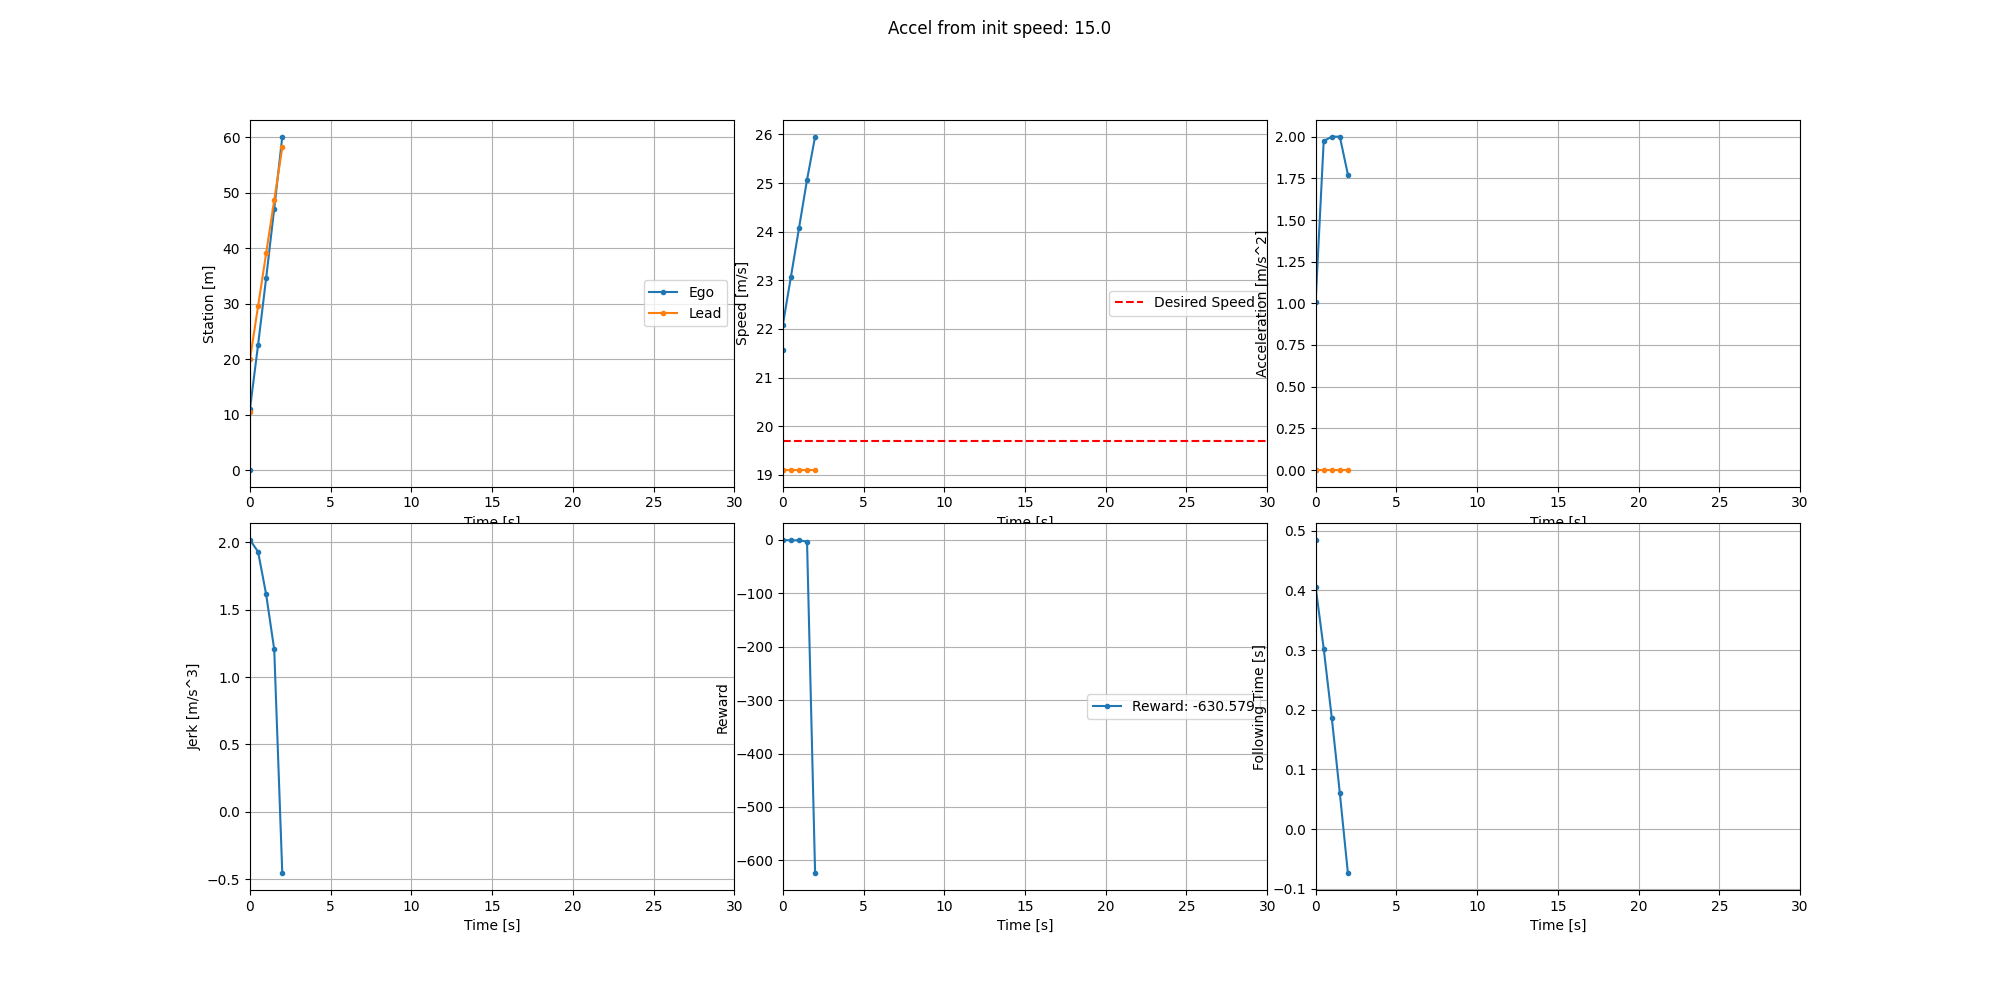 Accel from init speed: 15.0
Station [m]
60
50
40
30
20
10
0
Ego
Lead
0 5 10 15 20 25 30
Time [s]
Speed [m/s]
26
25
24
23
22
21
20
19
Desired Speed
0 5 10 15 20 25 30
Time [s]
Acceleration [m/s^2]
2.00
1.75
1.50
1.25
1.00
0.75
0.50
0.25
0.00
0 5 10 15 20 25 30
Time [s]
Jerk [m/s^3]
2.0
1.5
1.0
0.5
0.0
−0.5
0 5 10 15 20 25 30
Time [s]
Reward
0
−100
−200
−300
−400
−500
−600
Reward: -630.579
0 5 10 15 20 25 30
Time [s]
Following Time [s]
0.5
0.4
0.3
0.2
0.1
0.0
−0.1
0 5 10 15 20 25 30
Time [s]